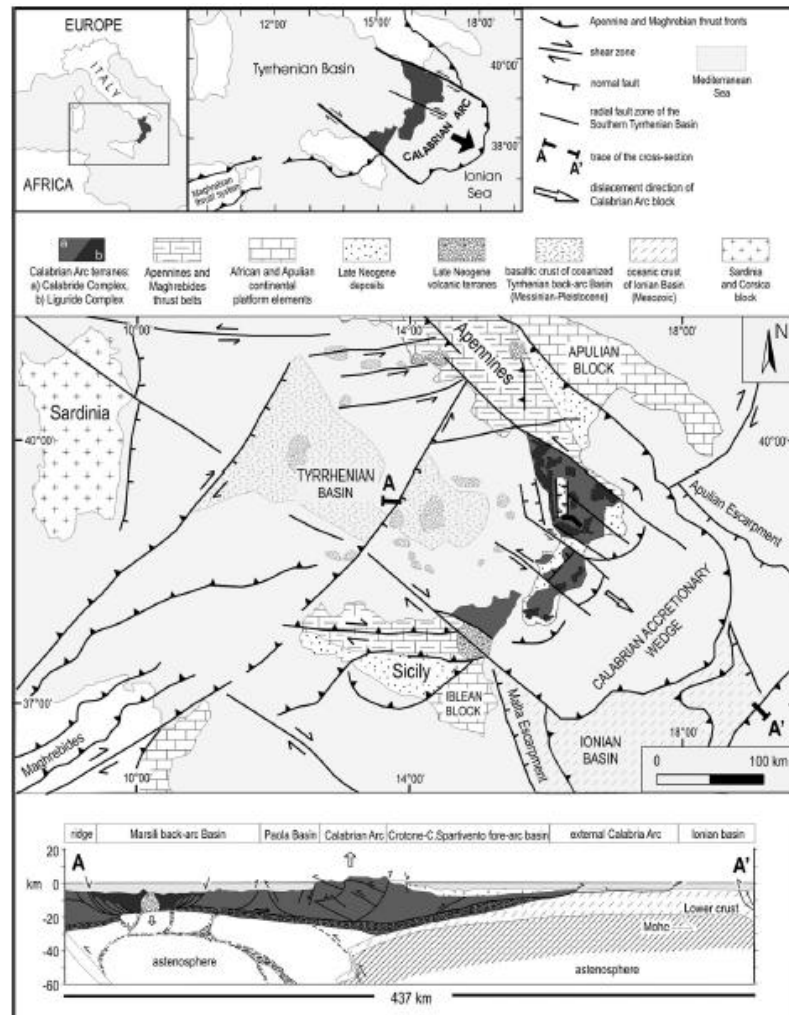 EUROPE
ITALY
AFRICA
12°00'
15°00'
18°00'
Tyrrhenian Basin
40°00'
CALABRIAN ARC
38°00'
Ionian
Sea
Maghrebian
thrust system
Apennine and Maghrebian thrust fronts
shear zone
normal fault
Mediterranean
Sea
radial fault zone of the
Southern Tyrrhenian Basin
A A'
trace of the cross-section
dislacement direction of
Calabrian Arc block
a
b
Calabrian Arc terranes:
a) Calabride Complex,
b) Liguride Complex
Apennines and
Maghrebides
thrust belts
African and Apulian
continental
platform elements
Late Neogene
deposits
Late Neogene
volcanic terranes
basaltic crust of oceanized
Tyrrhenian back-arc Basin
(Messinian-Pleistocene)
oceanic crust
of Ionian Basin
(Mesozoic)
Sardinia
and Corsica
block
10°00'
14°00'
18°00'
N
Apennines
APULIAN
BLOCK
Sardinia
40°00'
40°00'
TYRRHENIAN
BASIN
A
Apulian Escarpment
CALABRIAN ACCRETIONARY
WEDGE
Sicily
IBLEAN
BLOCK
37°00'
Malta Escarpment
Maghrebides
18°00'
A'
IONIAN
BASIN
10°00'
14°00'
0 100 km
ridge
Marsili back-arc Basin
Paola Basin
Calabrian Arc
Crotone-C.Spartivento fore-arc basin
external Calabria Arc
Ionian basin
20
A
A'
km
0
-20
-40
-60
Lower crust
Moho
astenosphere
astenosphere
437 km